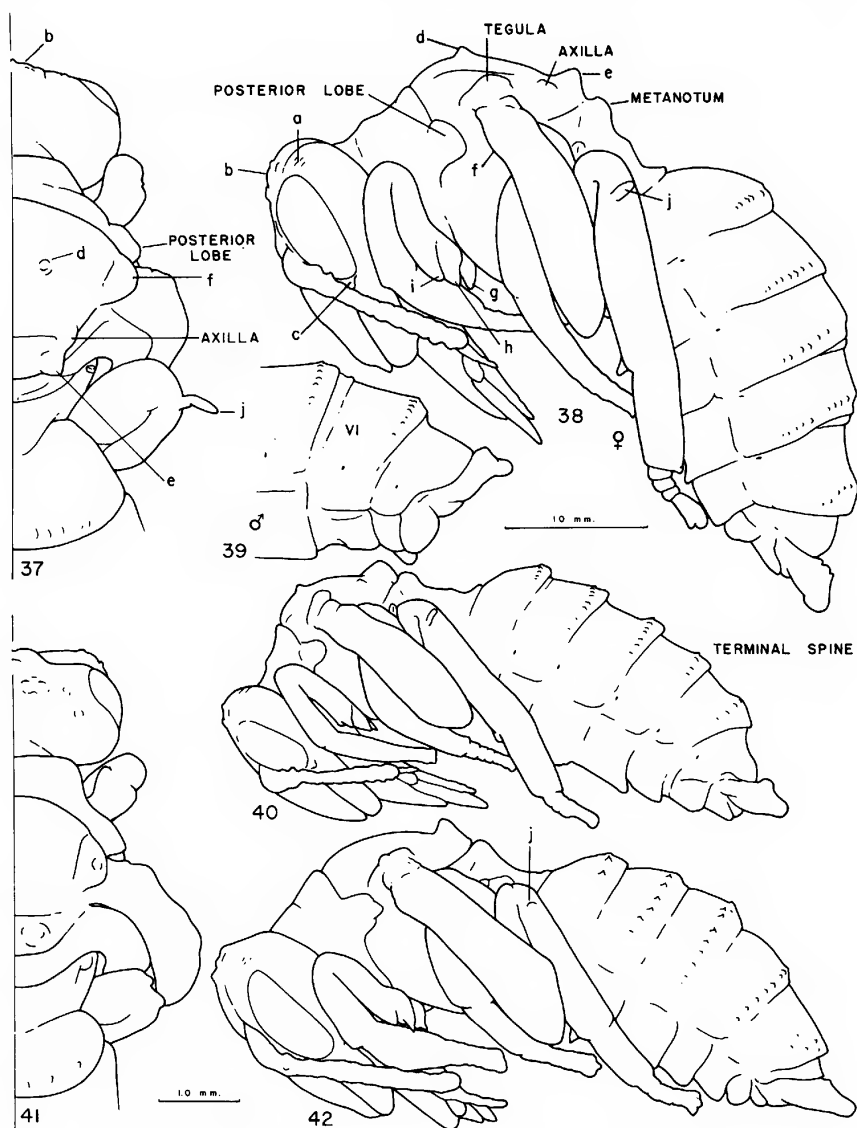 b
d
TEGULA
AXILLA
e
METANOTUM
POSTERIOR LOBE
a
b
f
j
d
POSTERIOR
LOBE
f
i
g
AXILLA
c
h
j
38
♀
VI
e
♂
39
10 mm.
37
TERMINAL SPINE
40
j
1.0 mm.
41
42